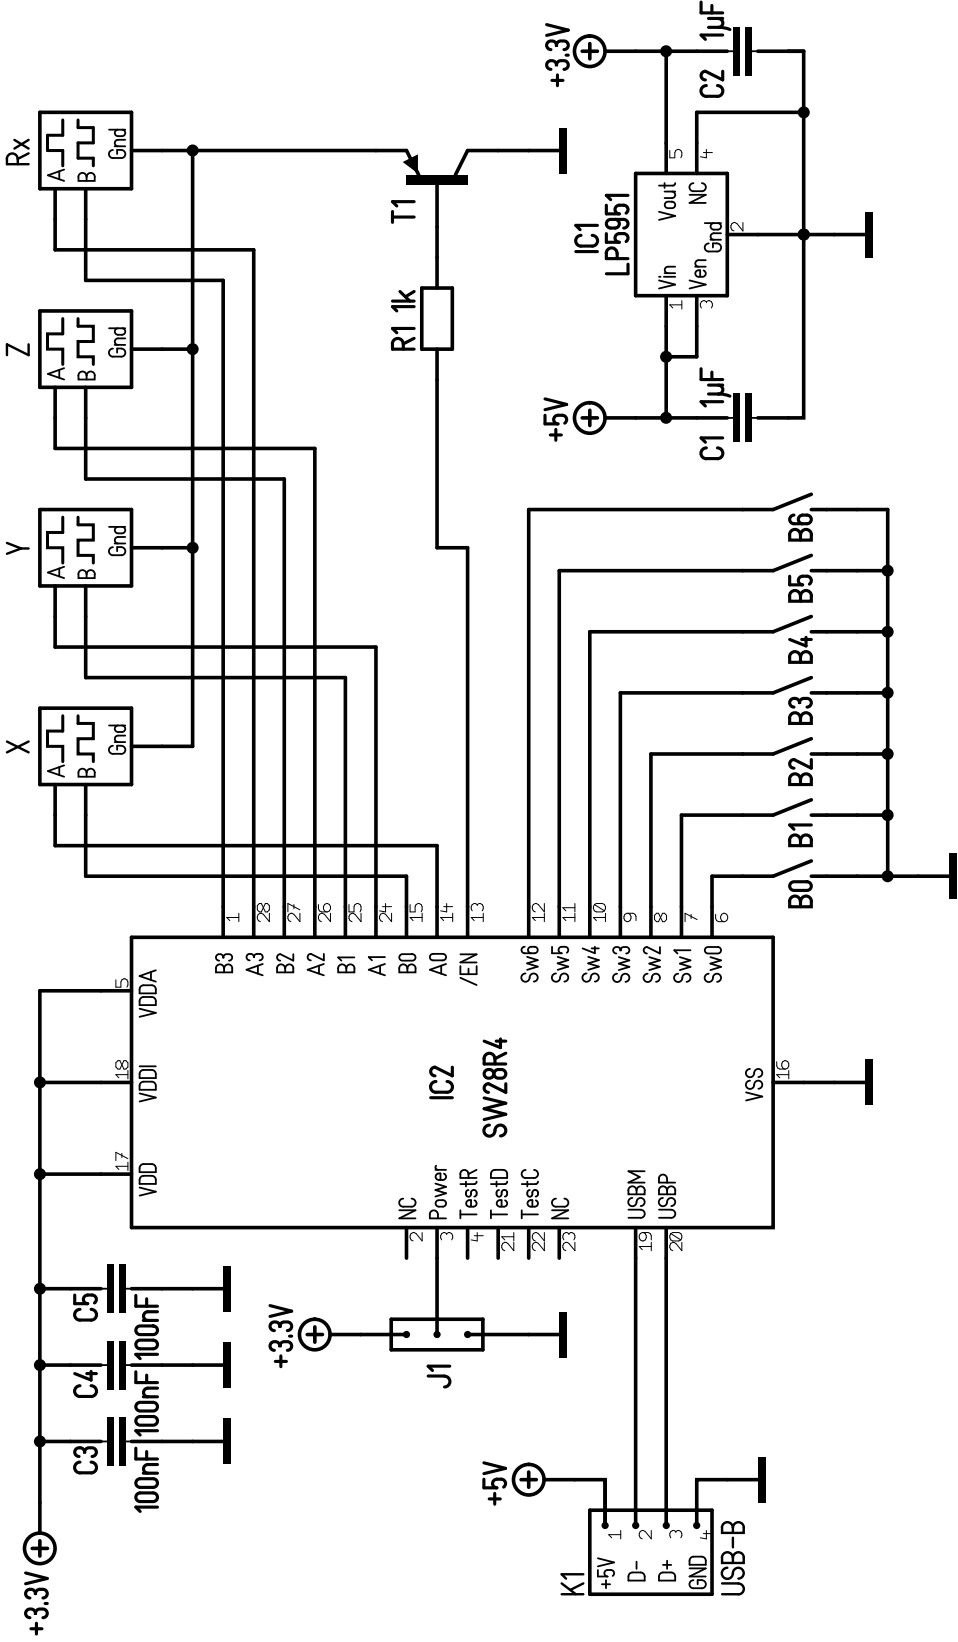 +3.3V
C3
100nF
C4
100nF
C5
100nF
17
VDD
18
VDDI
5
VDDA
X
A
B
Gnd
Y
A
B
Gnd
Z
A
B
Gnd
Rx
A
B
Gnd
+3.3V
J1
NC
2
Power
3
TestR
4
TestD
21
TestC
22
NC
23
USBM
19
USBP
20
IC2
SW28R4
B3
1
A3
28
B2
27
A2
26
B1
25
A1
24
B0
15
A0
14
/EN
13
Sw6
12
Sw5
11
Sw4
10
Sw3
9
Sw2
8
Sw1
7
Sw0
6
VSS
16
R1 1k
T1
+5V
K1
+5V
1
D-
2
D+
3
GND
4
USB-B
B0
B1
B2
B3
B4
B5
B6
+5V
C1
1µF
IC1
LP5951
1
Vin
Vout
5
3
Ven
NC
4
Gnd
2
+3.3V
C2
1µF